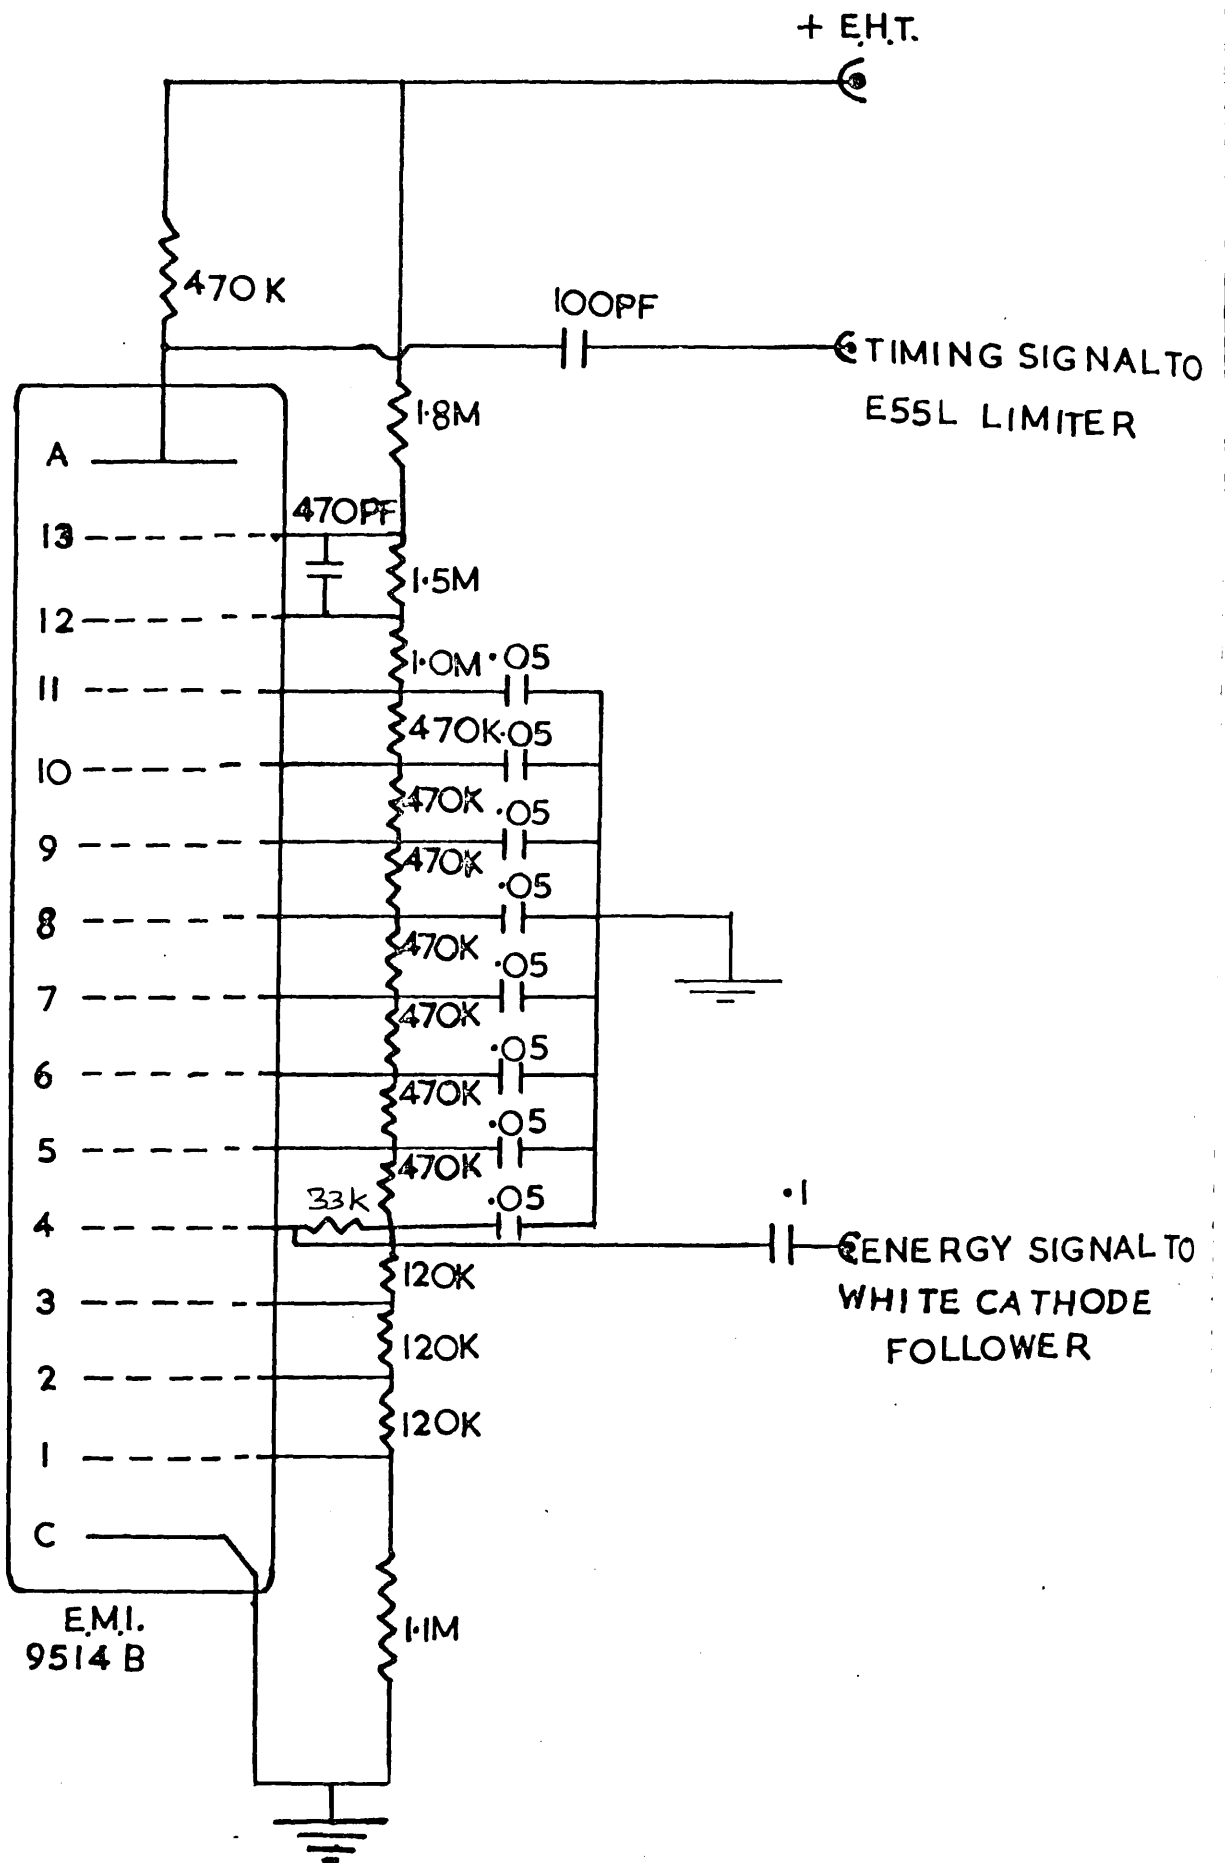 + E.H.T.
470K
100PF
TIMING SIGNAL TO
E55L LIMITER
1.8M
A
470PF
13
1.5M
12
1.0M
.05
11
470K
.05
10
470K
.05
9
470K
.05
8
470K
.05
7
470K
.05
6
470K
.05
5
470K
.05
33K
4
.1
ENERGY SIGNAL TO
WHITE CATHODE
FOLLOWER
120K
3
120K
2
120K
1
C
1.1M
E.M.I.
9514 B